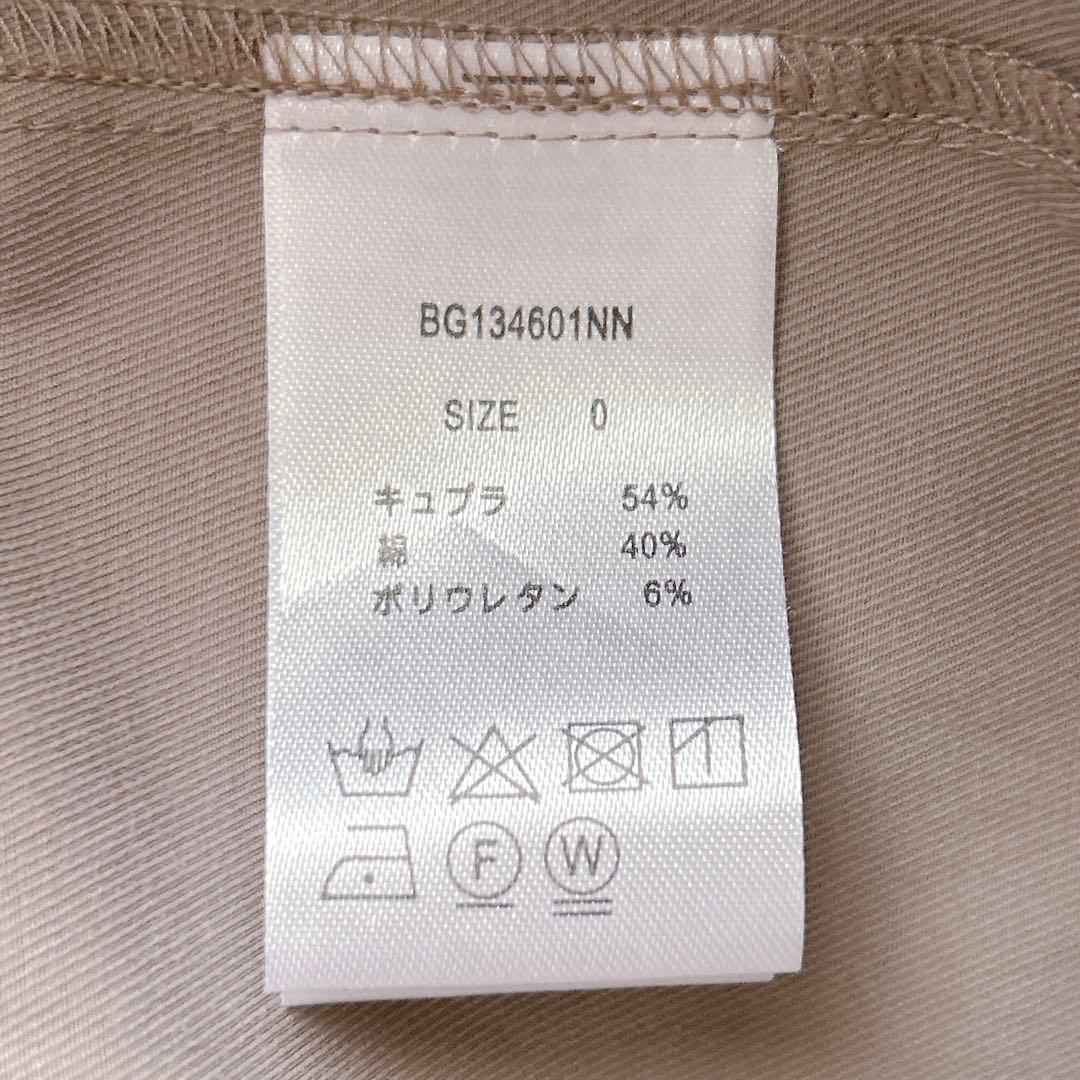 BG134601NN
SIZE 0
キュプラ 54%
綿 40%
ポリウレタン 6%
F W